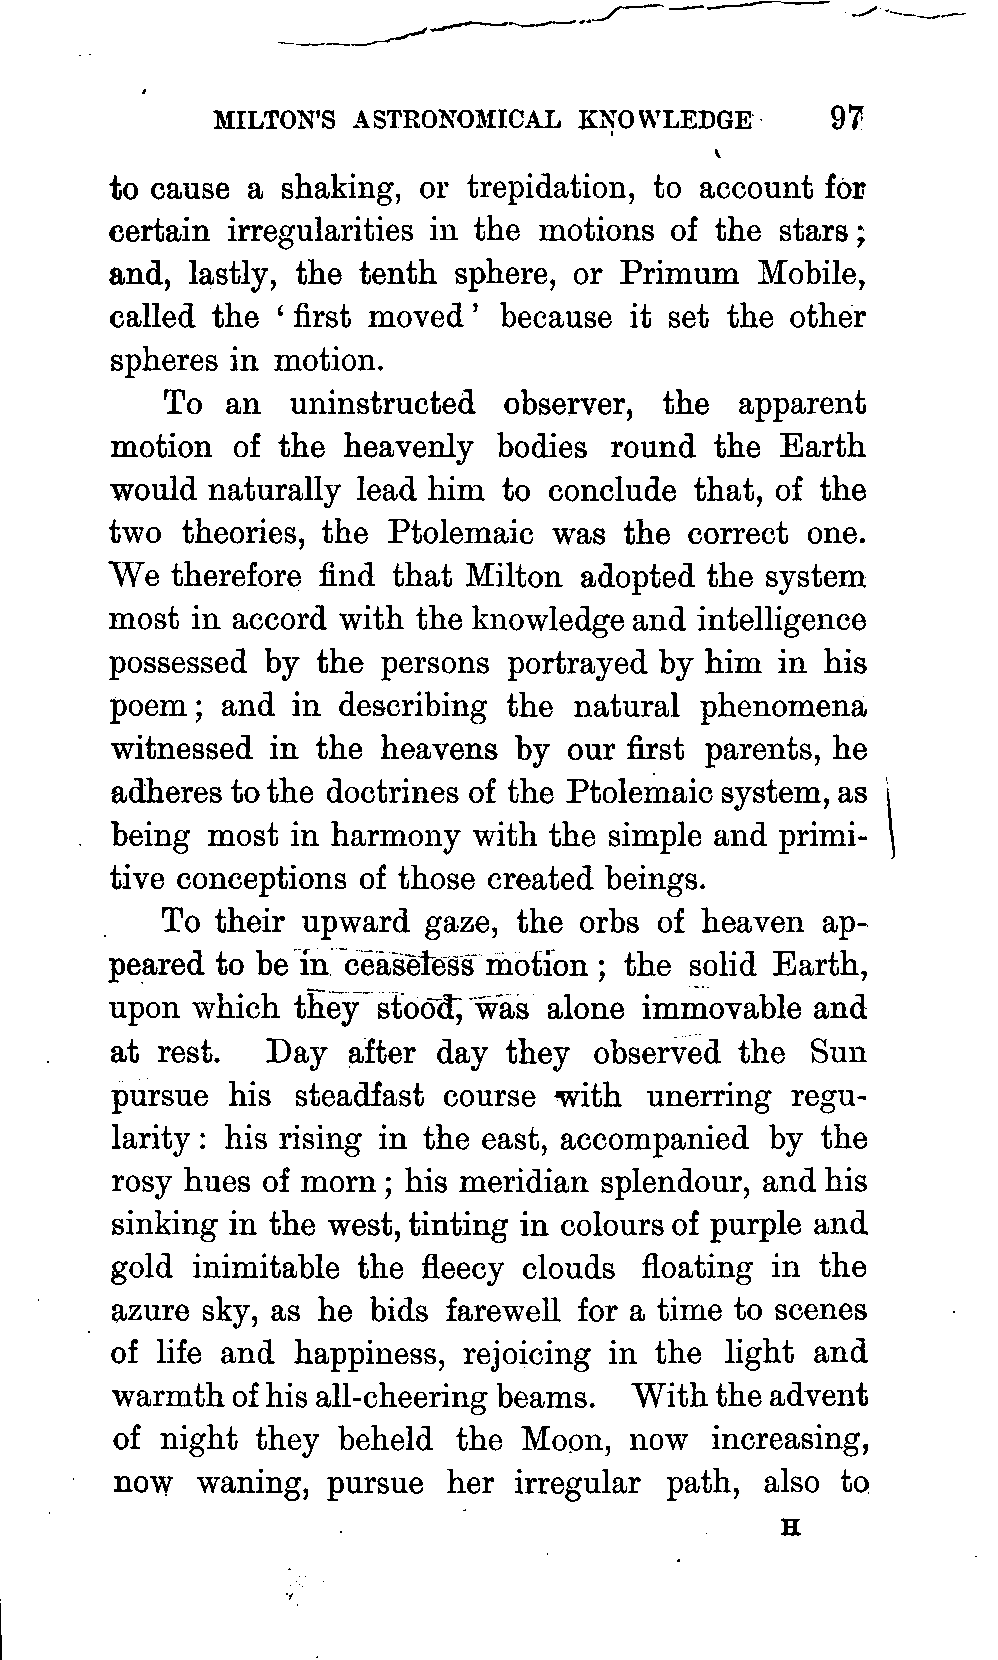 MILTON'S ASTRONOMICAL KNOWLEDGE 97
to cause a shaking, or trepidation, to account for
certain irregularities in the motions of the stars;
and, lastly, the tenth sphere, or Primum Mobile,
called the ‘first moved’ because it set the other
spheres in motion.
To an uninstructed observer, the apparent
motion of the heavenly bodies round the Earth
would naturally lead him to conclude that, of the
two theories, the Ptolemaic was the correct one.
We therefore find that Milton adopted the system
most in accord with the knowledge and intelligence
possessed by the persons portrayed by him in his
poem; and in describing the natural phenomena
witnessed in the heavens by our first parents, he
adheres to the doctrines of the Ptolemaic system, as
being most in harmony with the simple and primi-
tive conceptions of those created beings.
To their upward gaze, the orbs of heaven ap-
peared to be in ceaseless motion; the solid Earth,
upon which they stood, was alone immovable and
at rest. Day after day they observed the Sun
pursue his steadfast course with unerring regu-
larity: his rising in the east, accompanied by the
rosy hues of morn; his meridian splendour, and his
sinking in the west, tinting in colours of purple and
gold inimitable the fleecy clouds floating in the
azure sky, as he bids farewell for a time to scenes
of life and happiness, rejoicing in the light and
warmth of his all-cheering beams. With the advent
of night they beheld the Moon, now increasing,
now waning, pursue her irregular path, also to
H